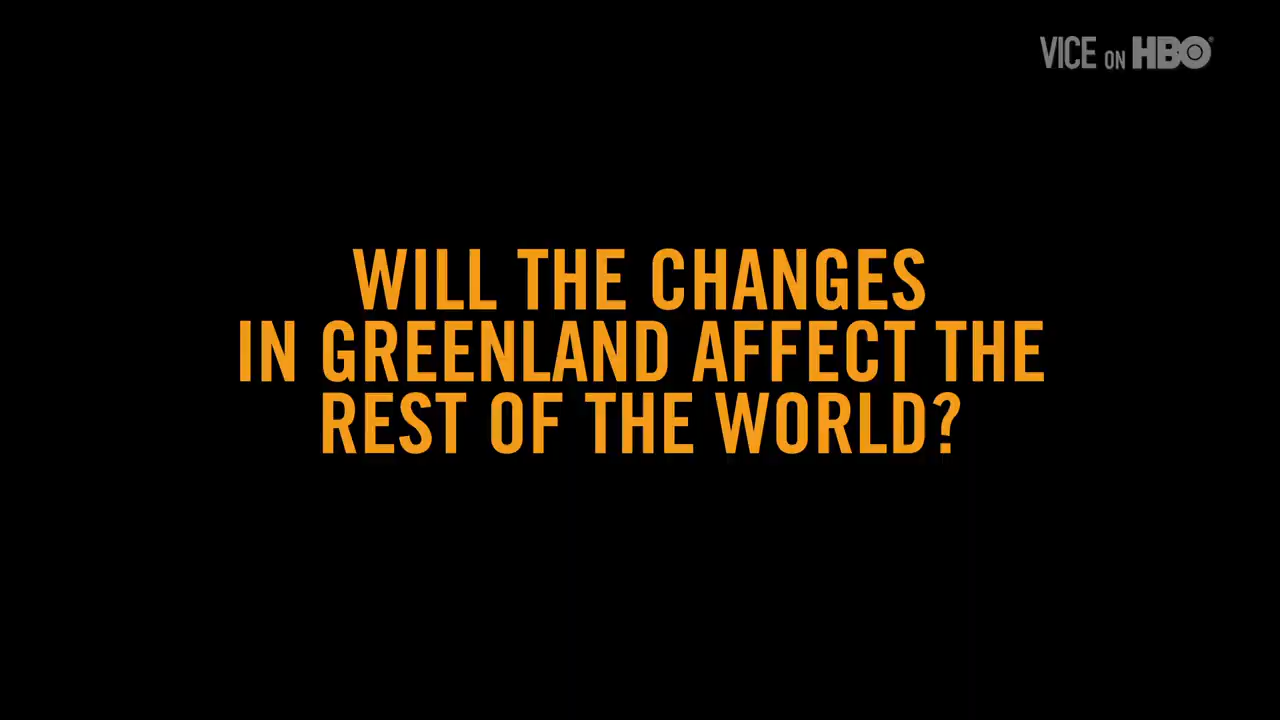 VICE ON HBO®
WILL THE CHANGES
IN GREENLAND AFFECT THE
REST OF THE WORLD?